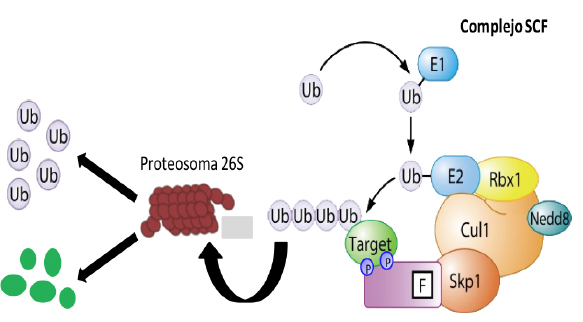 Complejo SCF
E1
Ub
Ub
Ub
Ub
Ub
Ub
Ub
Proteosoma 26S
Ub
E2
Rbx1
Ub Ub Ub Ub
Nedd8
Target
Cul1
P
P
F
Skp1